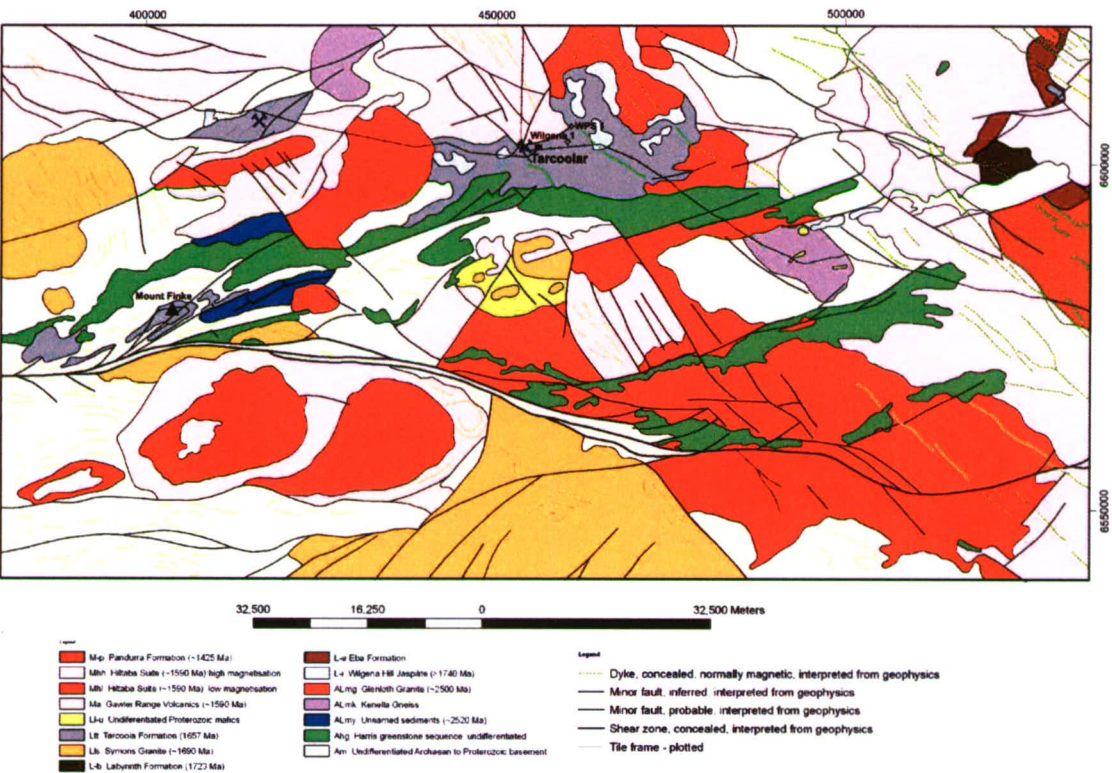 400000
450000
500000
6600000
6550000
WPS
Wilgena 1
Tarcoolar
Mount Finke
32,500
16,250
0
32,500 Meters
M-p Pandurra Formation (~1425 Ma)
Mhh Hiltaba Suite (~1590 Ma) high magnetisation
Mhl Hiltaba Suite (~1590 Ma) low magnetisation
Ma Gawler Range Volcanics (~1590 Ma)
Ll-u Undifferentiated Proterozoic mafics
Ltt Tarcoola Formation (1657 Ma)
Lls Symons Granite (~1690 Ma)
L-b Labyrinth Formation (1723 Ma)
L-e Eba Formation
Wilgena Hill Jaspilite (>1740 Ma)
ALmg Glenloth Granite (~2500 Ma)
ALmk Kenella Gneiss
ALmy Unnamed sediments (~2520 Ma)
Ahg Harris greenstone sequence undifferentiated
Am Undifferentiated Archaean to Proterozoic basement
Legend
Dyke, concealed, normally magnetic, interpreted from geophysics
Minor fault, inferred, interpreted from geophysics
Minor fault, probable, interpreted from geophysics
Shear zone, concealed, interpreted from geophysics
Tile frame - plotted